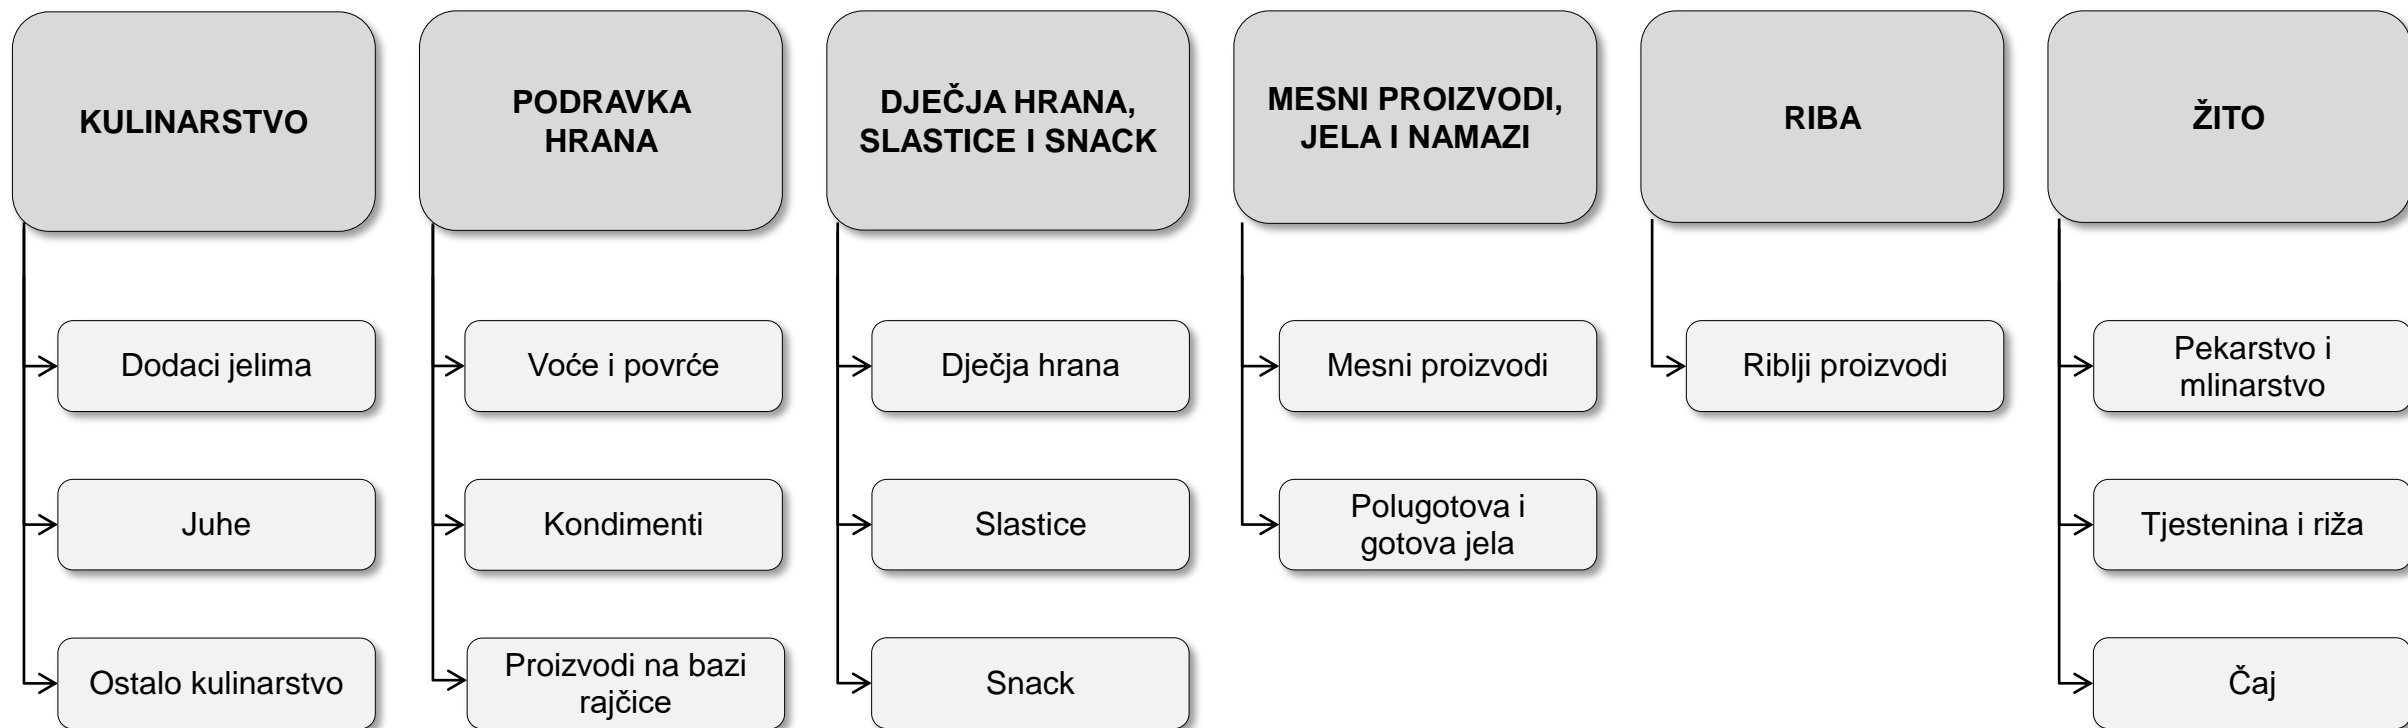 KULINARSTVO
Dodaci jelima
Juhe
Ostalo kulinarstvo
PODRAVKA
HRANA
Voće i povrće
Kondimenti
Proizvodi na bazi
rajčice
DJEČJA HRANA,
SLASTICE I SNACK
Dječja hrana
Slastice
Snack
MESNI PROIZVODI,
JELA I NAMAZI
Mesni proizvodi
Polugotova i
gotova jela
RIBA
Riblji proizvodi
ŽITO
Pekarstvo i
mlinarstvo
Tjestenina i riža
Čaj